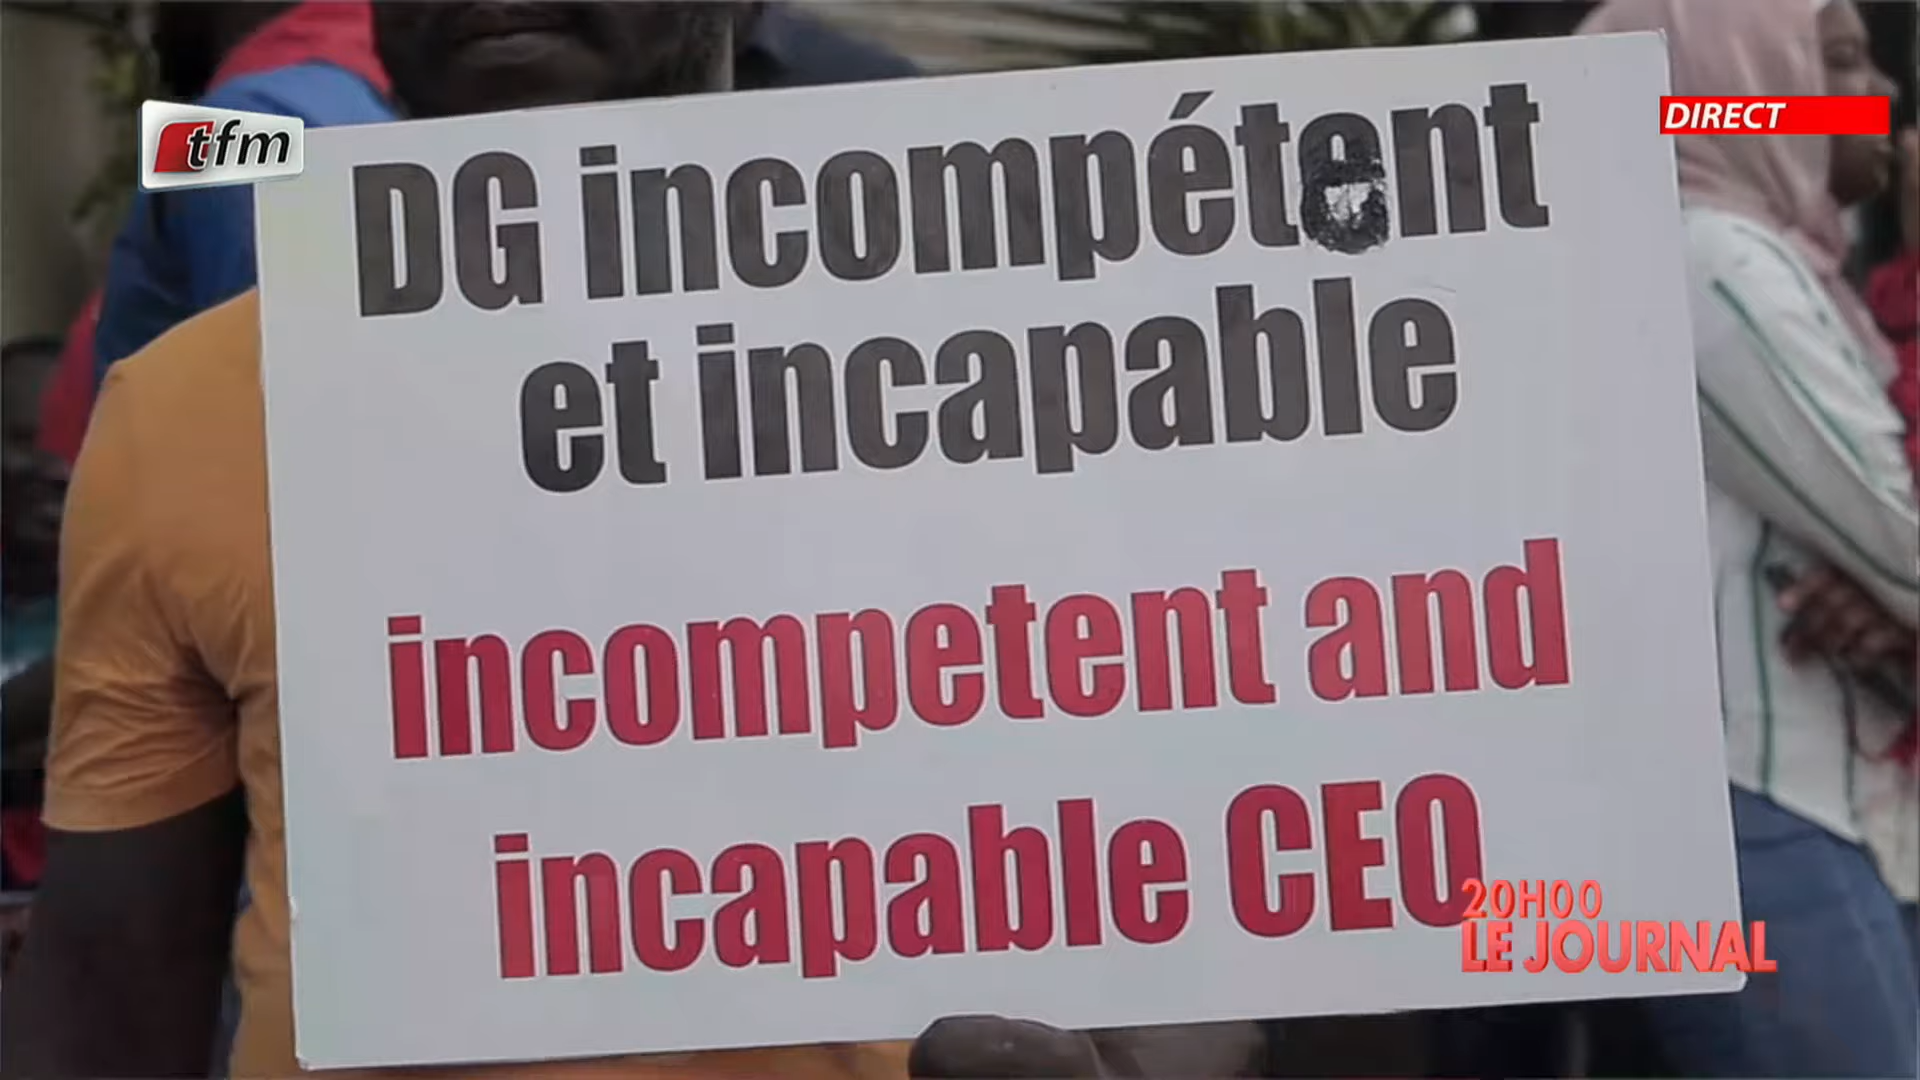 tfm
DIRECT
DG incompétent
et incapable
incompetent and
incapable CEO
20H00
LE JOURNAL